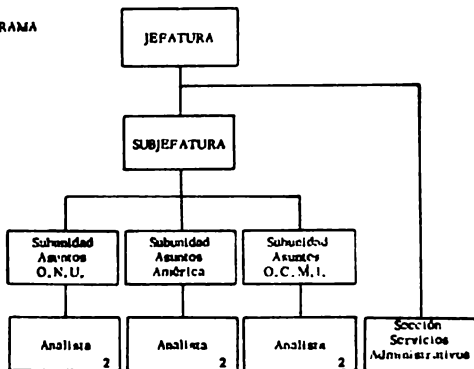 RAMA
JEFATURA
SUBJEFATURA
Subunidad
Asuntos
O.N.U.
Subunidad
Asuntos
América
Subunidad
Asuntos
O.C.M.I.
Analista
2
Analista
2
Analista
2
Sección
Servicios
Administrativos